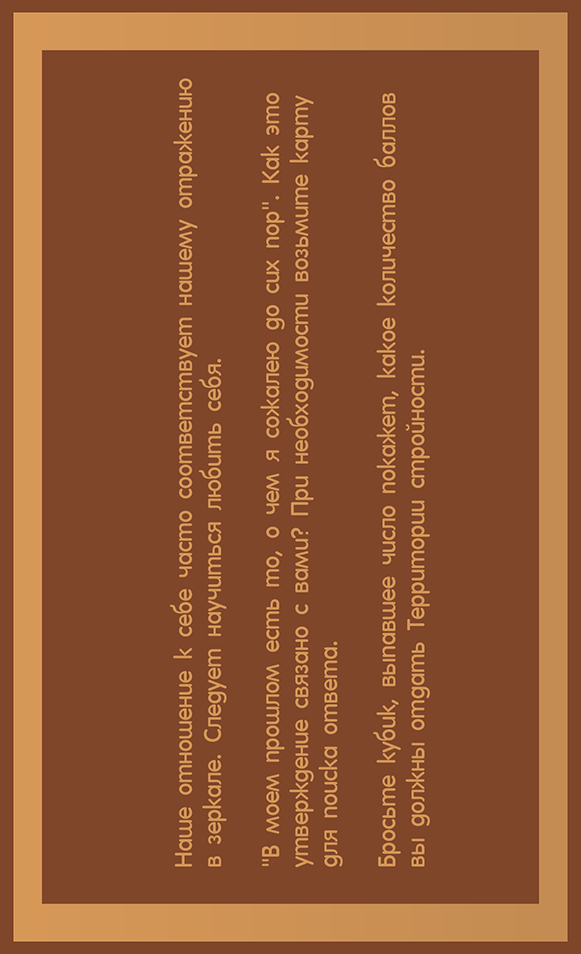 Наше отношение к себе часто соответствует нашему отражению
в зеркале. Следует научиться любить себя.
"В моем прошлом есть то, о чем я сожалею до сих пор". Как это
утверждение связано с вами? При необходимости возьмите карту
для поиска ответа.
Бросьте кубик, выпавшее число покажет, какое количество баллов
вы должны отдать Территории стройности.